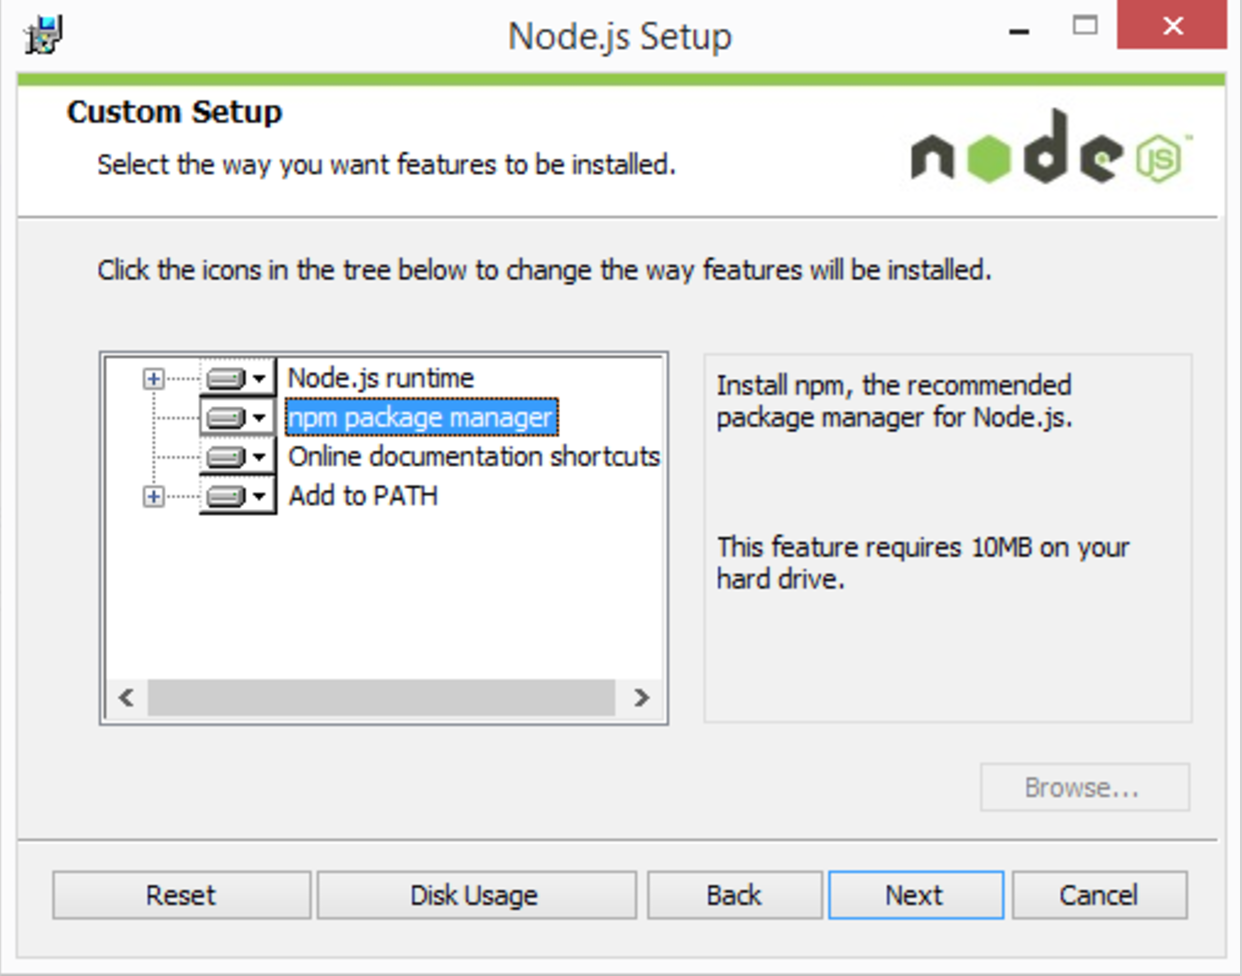 Node.js Setup
Custom Setup
Select the way you want features to be installed.
node JS™
Click the icons in the tree below to change the way features will be installed.
Node.js runtime
npm package manager
Online documentation shortcuts
Add to PATH
Install npm, the recommended
package manager for Node.js.
This feature requires 10MB on your
hard drive.
Browse...
Reset
Disk Usage
Back
Next
Cancel